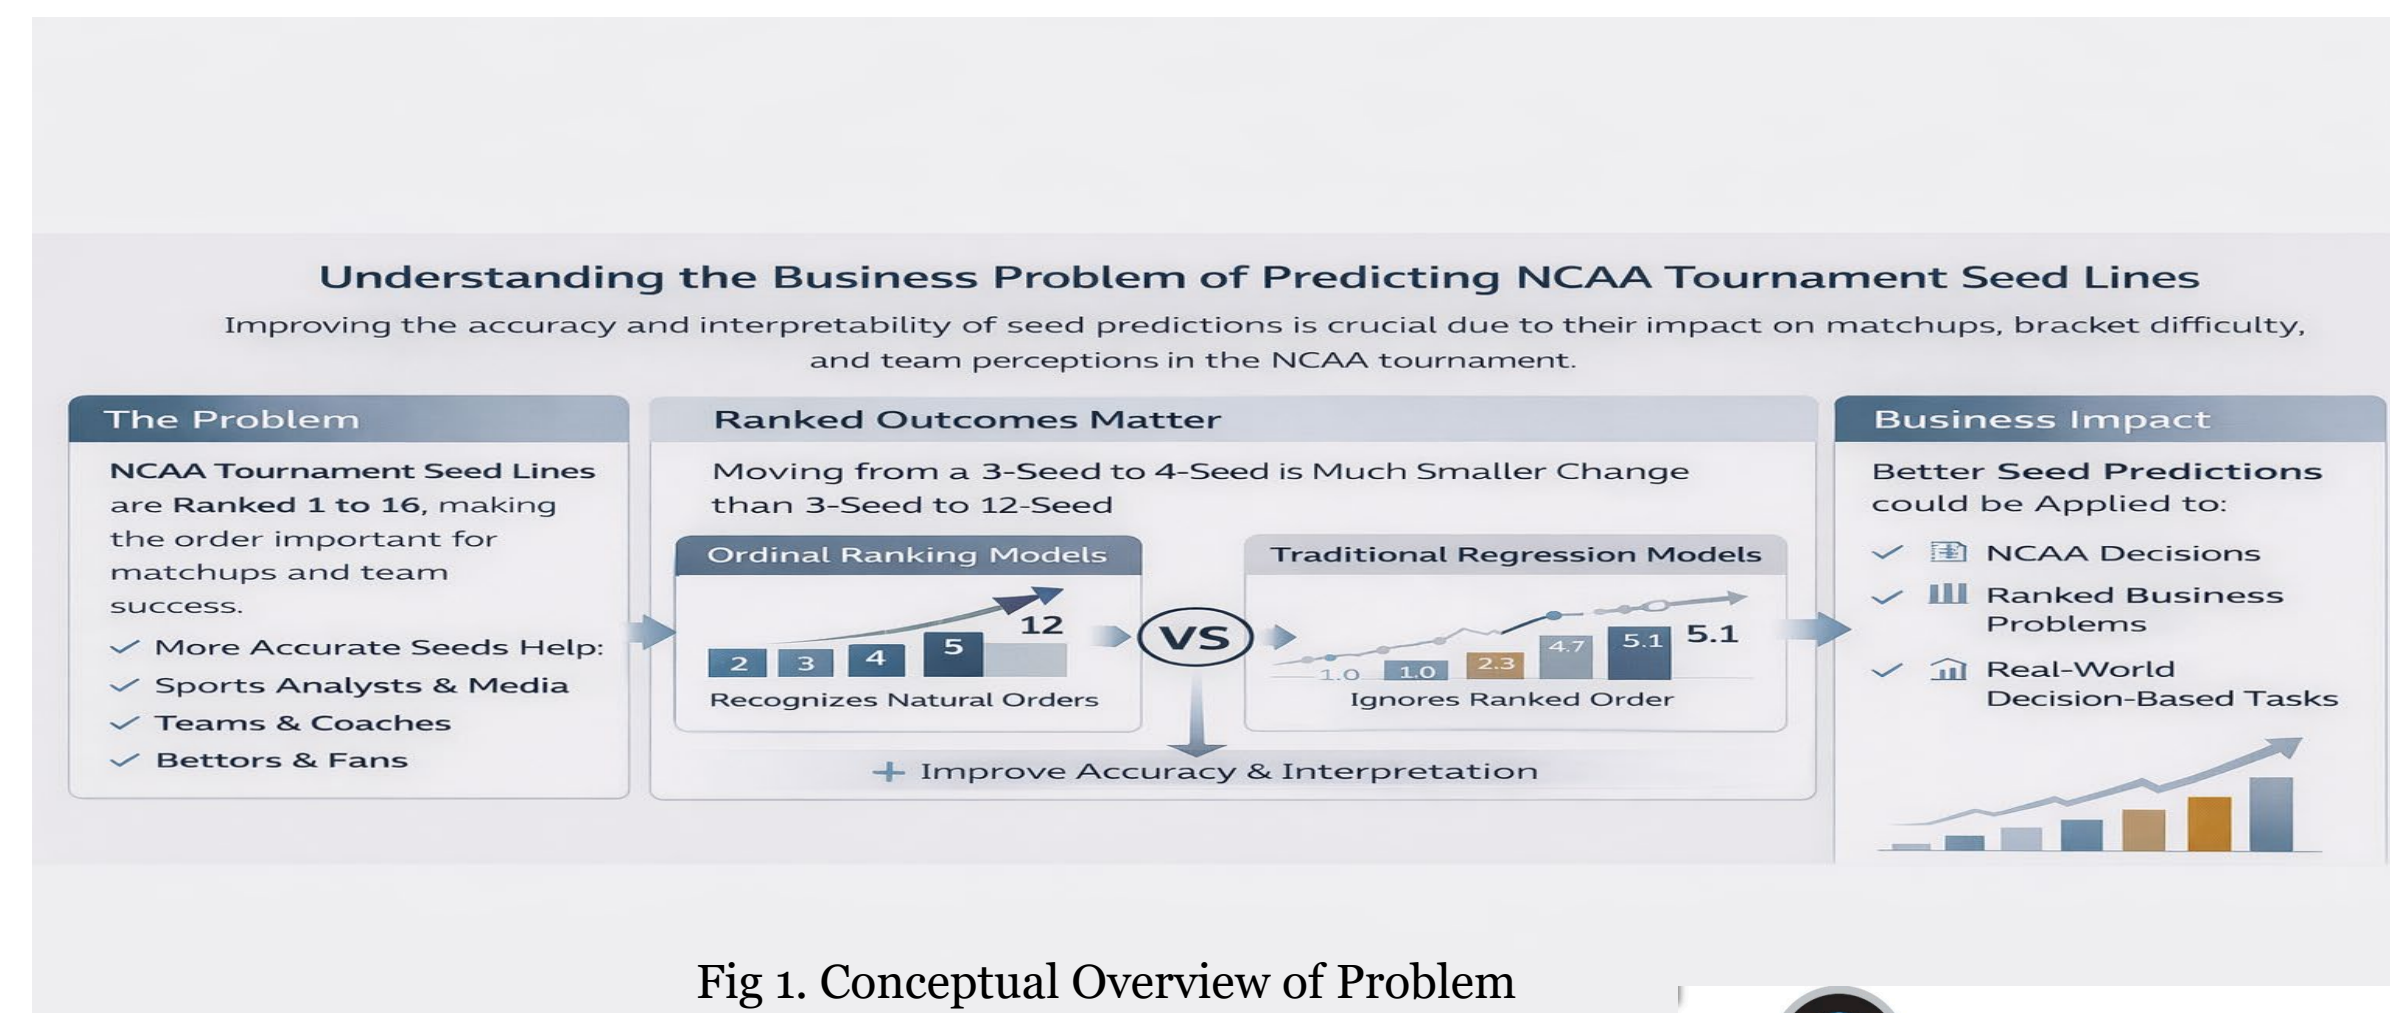 Understanding the Business Problem of Predicting NCAA Tournament Seed Lines
Improving the accuracy and interpretability of seed predictions is crucial due to their impact on matchups, bracket difficulty,
and team perceptions in the NCAA tournament.
The Problem
NCAA Tournament Seed Lines
are Ranked 1 to 16, making
the order important for
matchups and team
success.
More Accurate Seeds Help:
Sports Analysts & Media
Teams & Coaches
Bettors & Fans
Ranked Outcomes Matter
Moving from a 3-Seed to 4-Seed is Much Smaller Change
than 3-Seed to 12-Seed
Ordinal Ranking Models
2 3 4 5 12
Recognizes Natural Orders
VS
Traditional Regression Models
1.0 1.0 2.3 4.7 5.1 5.1
Ignores Ranked Order
+ Improve Accuracy & Interpretation
Business Impact
Better Seed Predictions
could be Applied to:
NCAA Decisions
Ranked Business
Problems
Real-World
Decision-Based Tasks
Fig 1. Conceptual Overview of Problem